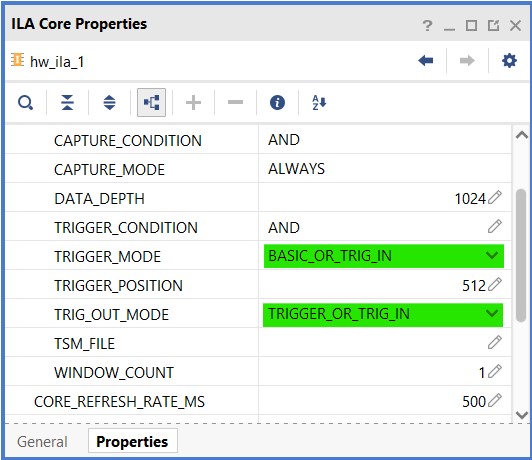 ILA Core Properties
hw_ila_1
CAPTURE_CONDITION AND
CAPTURE_MODE ALWAYS
DATA_DEPTH 1024
TRIGGER_CONDITION AND
TRIGGER_MODE BASIC_OR_TRIG_IN
TRIGGER_POSITION 512
TRIG_OUT_MODE TRIGGER_OR_TRIG_IN
TSM_FILE
WINDOW_COUNT 1
CORE_REFRESH_RATE_MS 500
General Properties